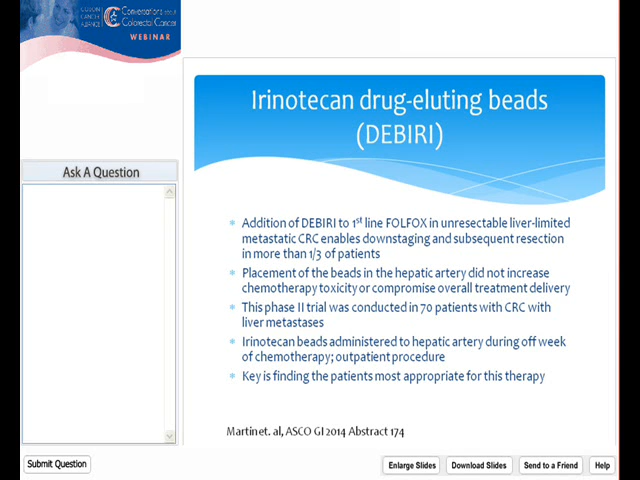 COLON
CANCER
ALLIANCE
Conversations about
Colorectal Cancer
WEBINAR
Irinotecan drug-eluting beads
(DEBIRI)
Ask A Question
Addition of DEBIRI to 1st line FOLFOX in unresectable liver-limited
metastatic CRC enables downstaging and subsequent resection
in more than 1/3 of patients
Placement of the beads in the hepatic artery did not increase
chemotherapy toxicity or compromise overall treatment delivery
This phase II trial was conducted in 70 patients with CRC with
liver metastases
Irinotecan beads administered to hepatic artery during off week
of chemotherapy; outpatient procedure
Key is finding the patients most appropriate for this therapy
Martinet. al, ASCO GI 2014 Abstract 174
Submit Question
Enlarge Slides
Download Slides
Send to a Friend
Help